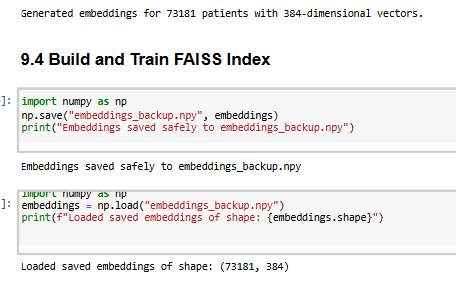 Generated embeddings for 73181 patients with 384-dimensional vectors.
9.4 Build and Train FAISS Index
]: import numpy as np
np.save("embeddings_backup.npy", embeddings)
print("Embeddings saved safely to embeddings_backup.npy")
Embeddings saved safely to embeddings_backup.npy
]: import numpy as np
embeddings = np.load("embeddings_backup.npy")
print(f"Loaded saved embeddings of shape: {embeddings.shape}")
Loaded saved embeddings of shape: (73181, 384)